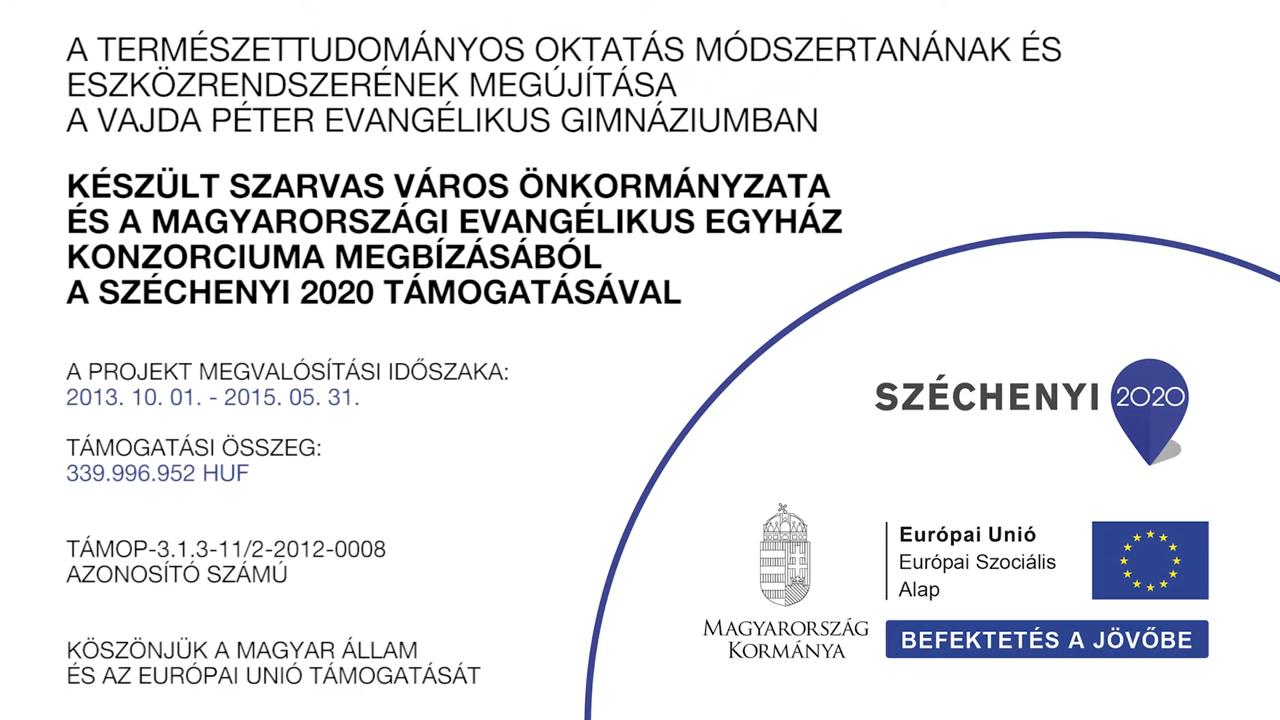 A TERMÉSZETTUDOMÁNYOS OKTATÁS MÓDSZERTANÁNAK ÉS
ESZKÖZRENDSZERÉNEK MEGÚJÍTÁSA
A VAJDA PÉTER EVANGÉLIKUS GIMNÁZIUMBAN
KÉSZÜLT SZARVAS VÁROS ÖNKORMÁNYZATA
ÉS A MAGYARORSZÁGI EVANGÉLIKUS EGYHÁZ
KONZORCIUMA MEGBÍZÁSÁBÓL
A SZÉCHENYI 2020 TÁMOGATÁSÁVAL
A PROJEKT MEGVALÓSÍTÁSI IDŐSZAKA:
2013. 10. 01. - 2015. 05. 31.
TÁMOGATÁSI ÖSSZEG:
339.996.952 HUF
TÁMOP-3.1.3-11/2-2012-0008
AZONOSÍTÓ SZÁMÚ
KÖSZÖNJÜK A MAGYAR ÁLLAM
ÉS AZ EURÓPAI UNIÓ TÁMOGATÁSÁT
SZÉCHENYI 2020
MAGYARORSZÁG
KORMÁNYA
Európai Unió
Európai Szociális
Alap
BEFEKTETÉS A JÖVŐBE